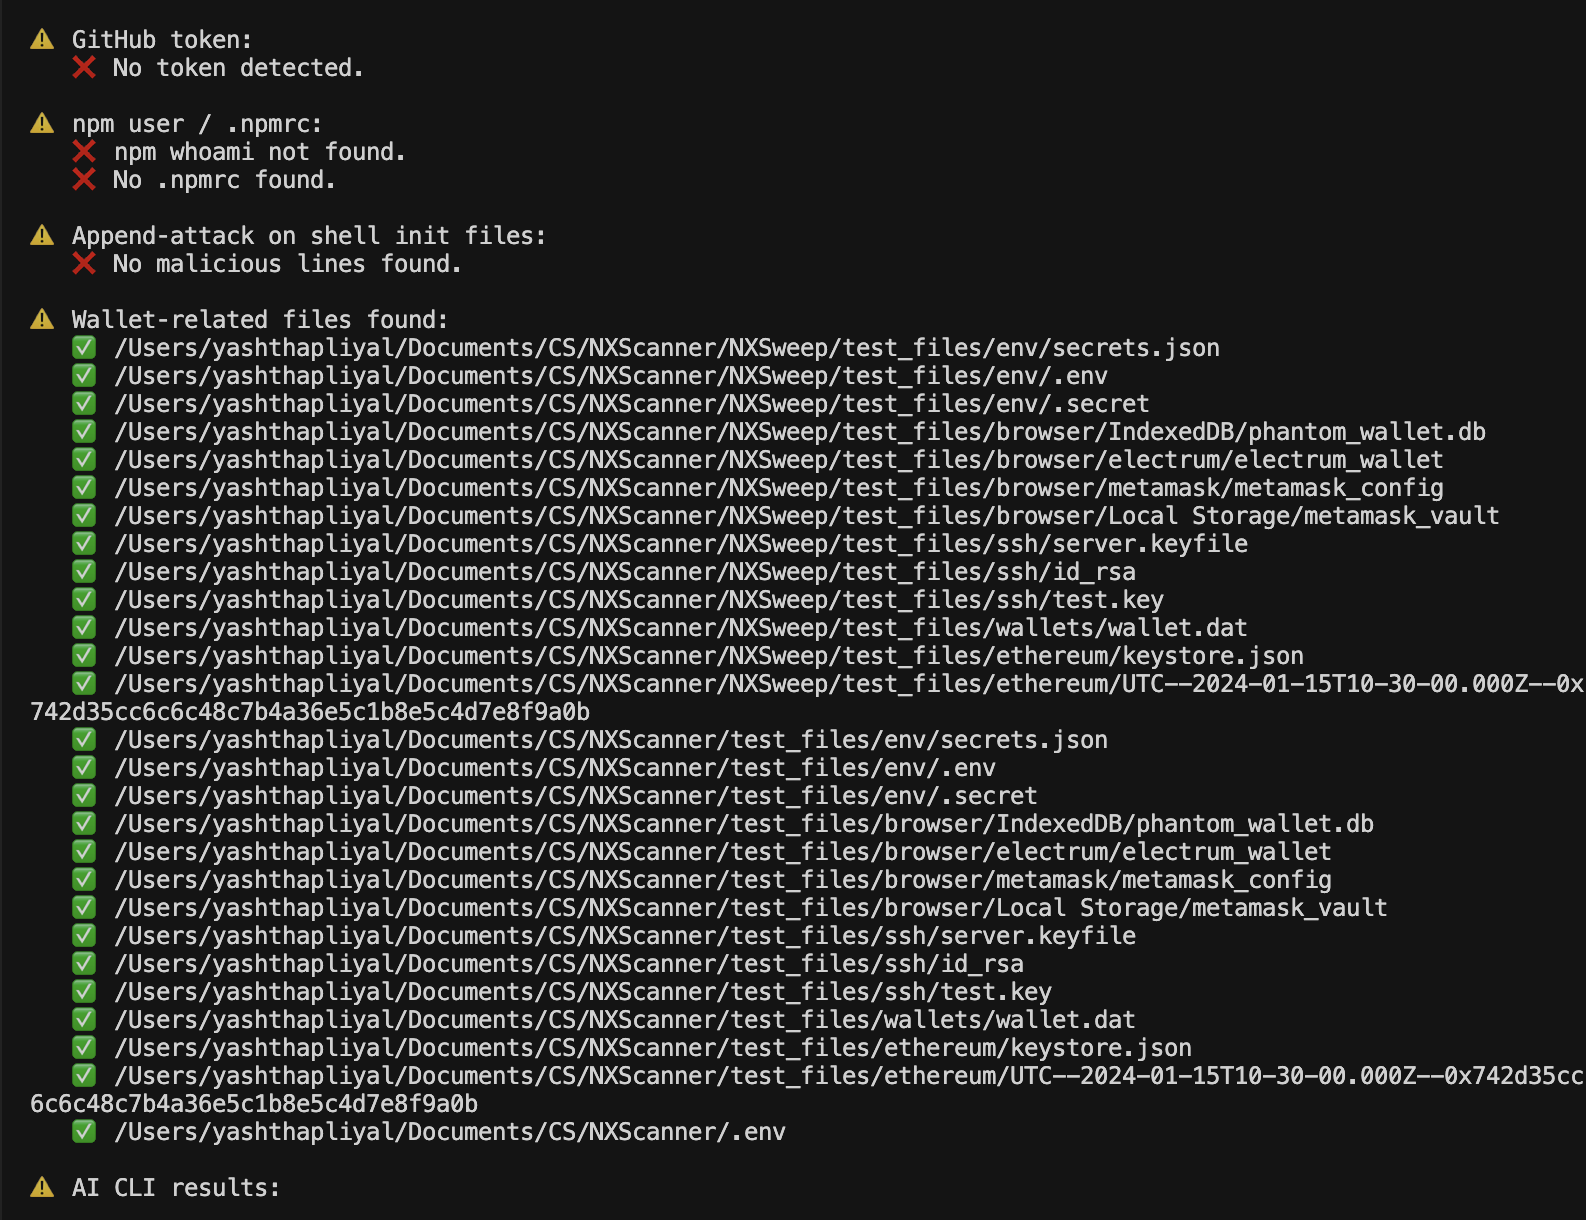 ⚠️ GitHub token:
❌ No token detected.
⚠️ npm user / .npmrc:
❌ npm whoami not found.
❌ No .npmrc found.
⚠️ Append-attack on shell init files:
❌ No malicious lines found.
⚠️ Wallet-related files found:
✅ /Users/yashthapliyal/Documents/CS/NXScanner/NXSweep/test_files/env/secrets.json
✅ /Users/yashthapliyal/Documents/CS/NXScanner/NXSweep/test_files/env/.env
✅ /Users/yashthapliyal/Documents/CS/NXScanner/NXSweep/test_files/env/.secret
✅ /Users/yashthapliyal/Documents/CS/NXScanner/NXSweep/test_files/browser/IndexedDB/phantom_wallet.db
✅ /Users/yashthapliyal/Documents/CS/NXScanner/NXSweep/test_files/browser/electrum/electrum_wallet
✅ /Users/yashthapliyal/Documents/CS/NXScanner/NXSweep/test_files/browser/metamask/metamask_config
✅ /Users/yashthapliyal/Documents/CS/NXScanner/NXSweep/test_files/browser/Local Storage/metamask_vault
✅ /Users/yashthapliyal/Documents/CS/NXScanner/NXSweep/test_files/ssh/server.keyfile
✅ /Users/yashthapliyal/Documents/CS/NXScanner/NXSweep/test_files/ssh/id_rsa
✅ /Users/yashthapliyal/Documents/CS/NXScanner/NXSweep/test_files/ssh/test.key
✅ /Users/yashthapliyal/Documents/CS/NXScanner/NXSweep/test_files/wallets/wallet.dat
✅ /Users/yashthapliyal/Documents/CS/NXScanner/NXSweep/test_files/ethereum/keystore.json
✅ /Users/yashthapliyal/Documents/CS/NXScanner/NXSweep/test_files/ethereum/UTC--2024-01-15T10-30-00.000Z--0x
742d35cc6c6c48c7b4a36e5c1b8e5c4d7e8f9a0b
✅ /Users/yashthapliyal/Documents/CS/NXScanner/test_files/env/secrets.json
✅ /Users/yashthapliyal/Documents/CS/NXScanner/test_files/env/.env
✅ /Users/yashthapliyal/Documents/CS/NXScanner/test_files/env/.secret
✅ /Users/yashthapliyal/Documents/CS/NXScanner/test_files/browser/IndexedDB/phantom_wallet.db
✅ /Users/yashthapliyal/Documents/CS/NXScanner/test_files/browser/electrum/electrum_wallet
✅ /Users/yashthapliyal/Documents/CS/NXScanner/test_files/browser/metamask/metamask_config
✅ /Users/yashthapliyal/Documents/CS/NXScanner/test_files/browser/Local Storage/metamask_vault
✅ /Users/yashthapliyal/Documents/CS/NXScanner/test_files/ssh/server.keyfile
✅ /Users/yashthapliyal/Documents/CS/NXScanner/test_files/ssh/id_rsa
✅ /Users/yashthapliyal/Documents/CS/NXScanner/test_files/ssh/test.key
✅ /Users/yashthapliyal/Documents/CS/NXScanner/test_files/wallets/wallet.dat
✅ /Users/yashthapliyal/Documents/CS/NXScanner/test_files/ethereum/keystore.json
✅ /Users/yashthapliyal/Documents/CS/NXScanner/test_files/ethereum/UTC--2024-01-15T10-30-00.000Z--0x742d35cc
6c6c48c7b4a36e5c1b8e5c4d7e8f9a0b
✅ /Users/yashthapliyal/Documents/CS/NXScanner/.env
⚠️ AI CLI results: